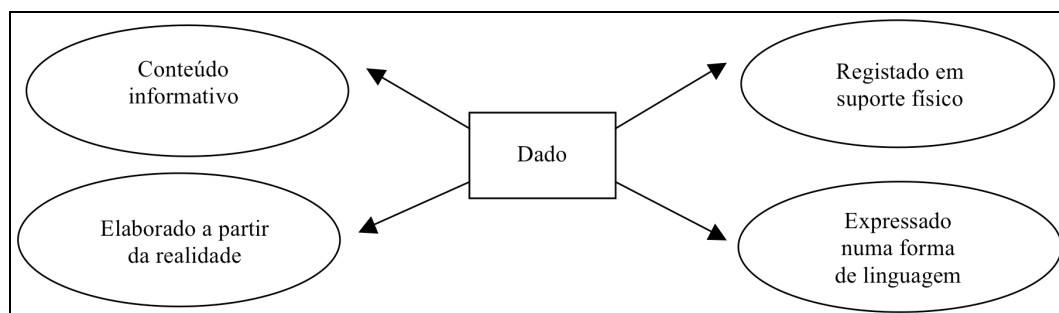 Conteúdo
informativo
Registado em
suporte físico
Dado
Elaborado a partir
da realidade
Expressado
numa forma
de linguagem